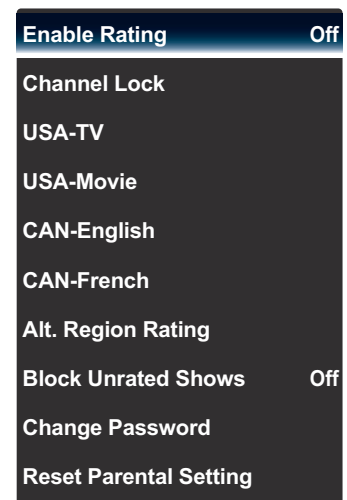 Enable Rating Off
Channel Lock
USA-TV
USA-Movie
CAN-English
CAN-French
Alt. Region Rating
Block Unrated Shows Off
Change Password
Reset Parental Setting